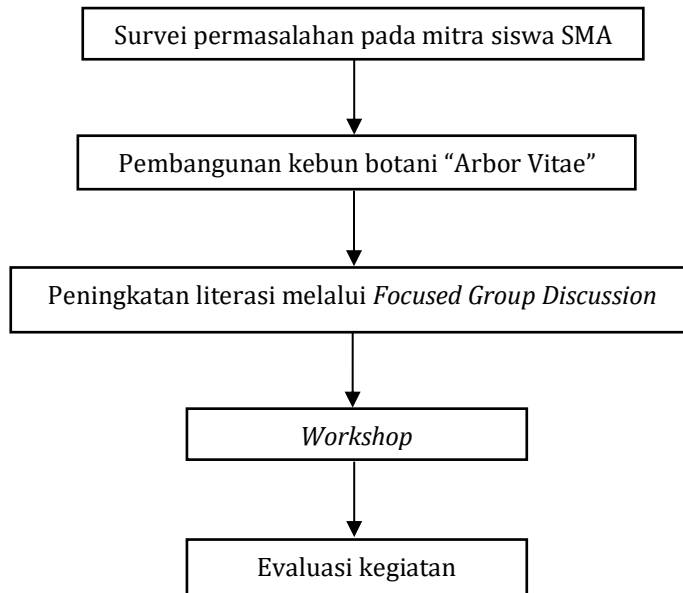 Survei permasalahan pada mitra siswa SMA
Pembangunan kebun botani “Arbor Vitae”
Peningkatan literasi melalui Focused Group Discussion
Workshop
Evaluasi kegiatan